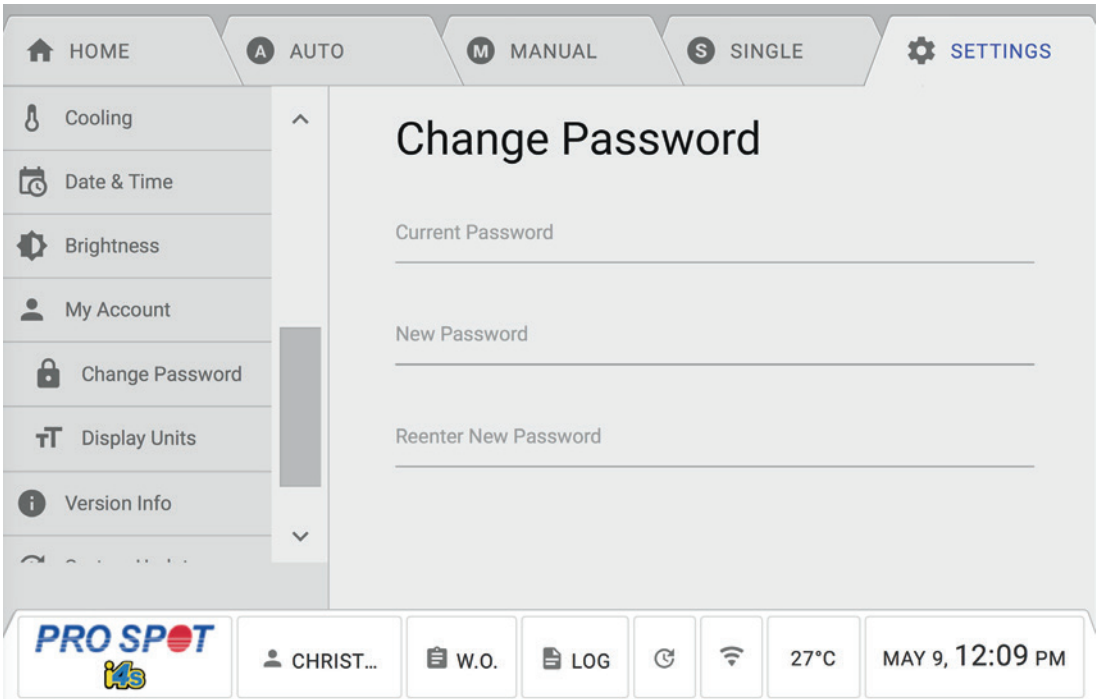 HOME
A AUTO
M MANUAL
S SINGLE
SETTINGS
Cooling
Date & Time
Brightness
My Account
Change Password
Display Units
Version Info
Change Password
Current Password
New Password
Reenter New Password
PRO SPOT
i4s
CHRIST...
W.O.
LOG
27°C
MAY 9, 12:09 PM